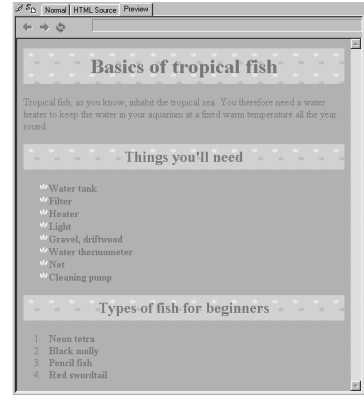 Normal HTML Source Preview
Basics of tropical fish
Tropical fish, as you know, inhabit the tropical sea. You therefore need a water
heater to keep the water in your aquarium at a fixed warm temperature all the year
round.
Things you'll need
Water tank
Filter
Heater
Light
Gravel, driftwood
Water thermometer
Net
Cleaning pump
Types of fish for beginners
1. Neon tetra
2. Black molly
3. Pencil fish
4. Red swordtail